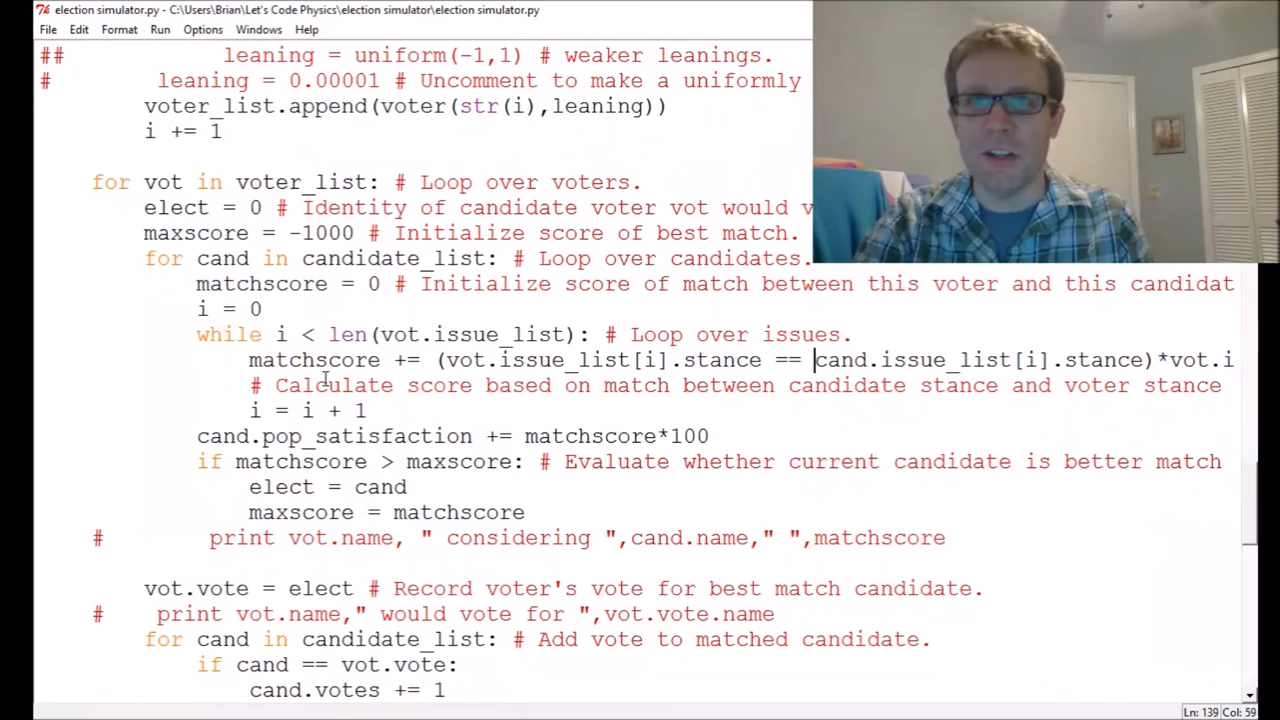 election simulator.py - C:\Users\Brian\Let's Code Physics\election simulator\election simulator.py
File Edit Format Run Options Window Help
## leaning = uniform(-1,1) # weaker leanings.
# leaning = 0.00001 # Uncomment to make a uniformly
voter_list.append(voter(str(i),leaning))
i += 1
for vot in voter_list: # Loop over voters.
elect = 0 # Identity of candidate voter vot would v
maxscore = -1000 # Initialize score of best match.
for cand in candidate_list: # Loop over candidates.
matchscore = 0 # Initialize score of match between this voter and this candidat
i = 0
while i < len(vot.issue_list): # Loop over issues.
matchscore += (vot.issue_list[i].stance == cand.issue_list[i].stance)*vot.i
# Calculate score based on match between candidate stance and voter stance
i = i + 1
cand.pop_satisfaction += matchscore*100
if matchscore > maxscore: # Evaluate whether current candidate is better match
elect = cand
maxscore = matchscore
# print vot.name, " considering ",cand.name," ",matchscore
vot.vote = elect # Record voter's vote for best match candidate.
# print vot.name," would vote for ",vot.vote.name
for cand in candidate_list: # Add vote to matched candidate.
if cand == vot.vote:
cand.votes += 1
Ln: 139 Col: 59